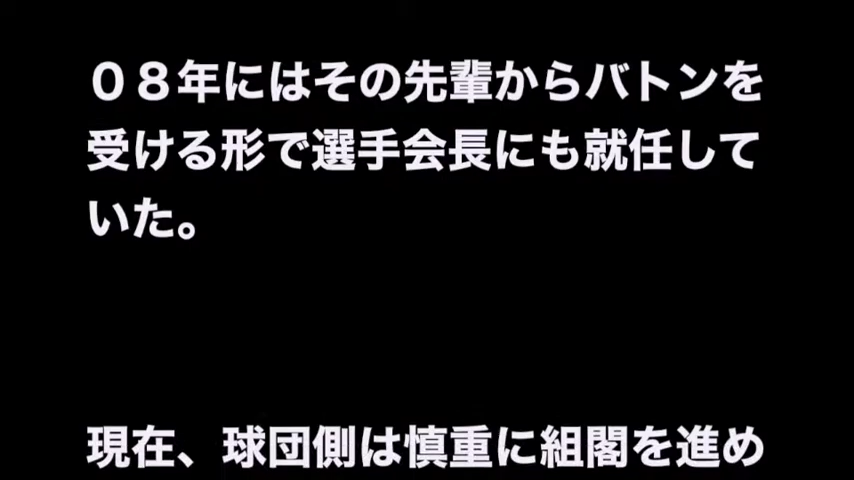 ０８年にはその先輩からバトンを
受ける形で選手会長にも就任して
いた。
現在、球団側は慎重に組閣を進め